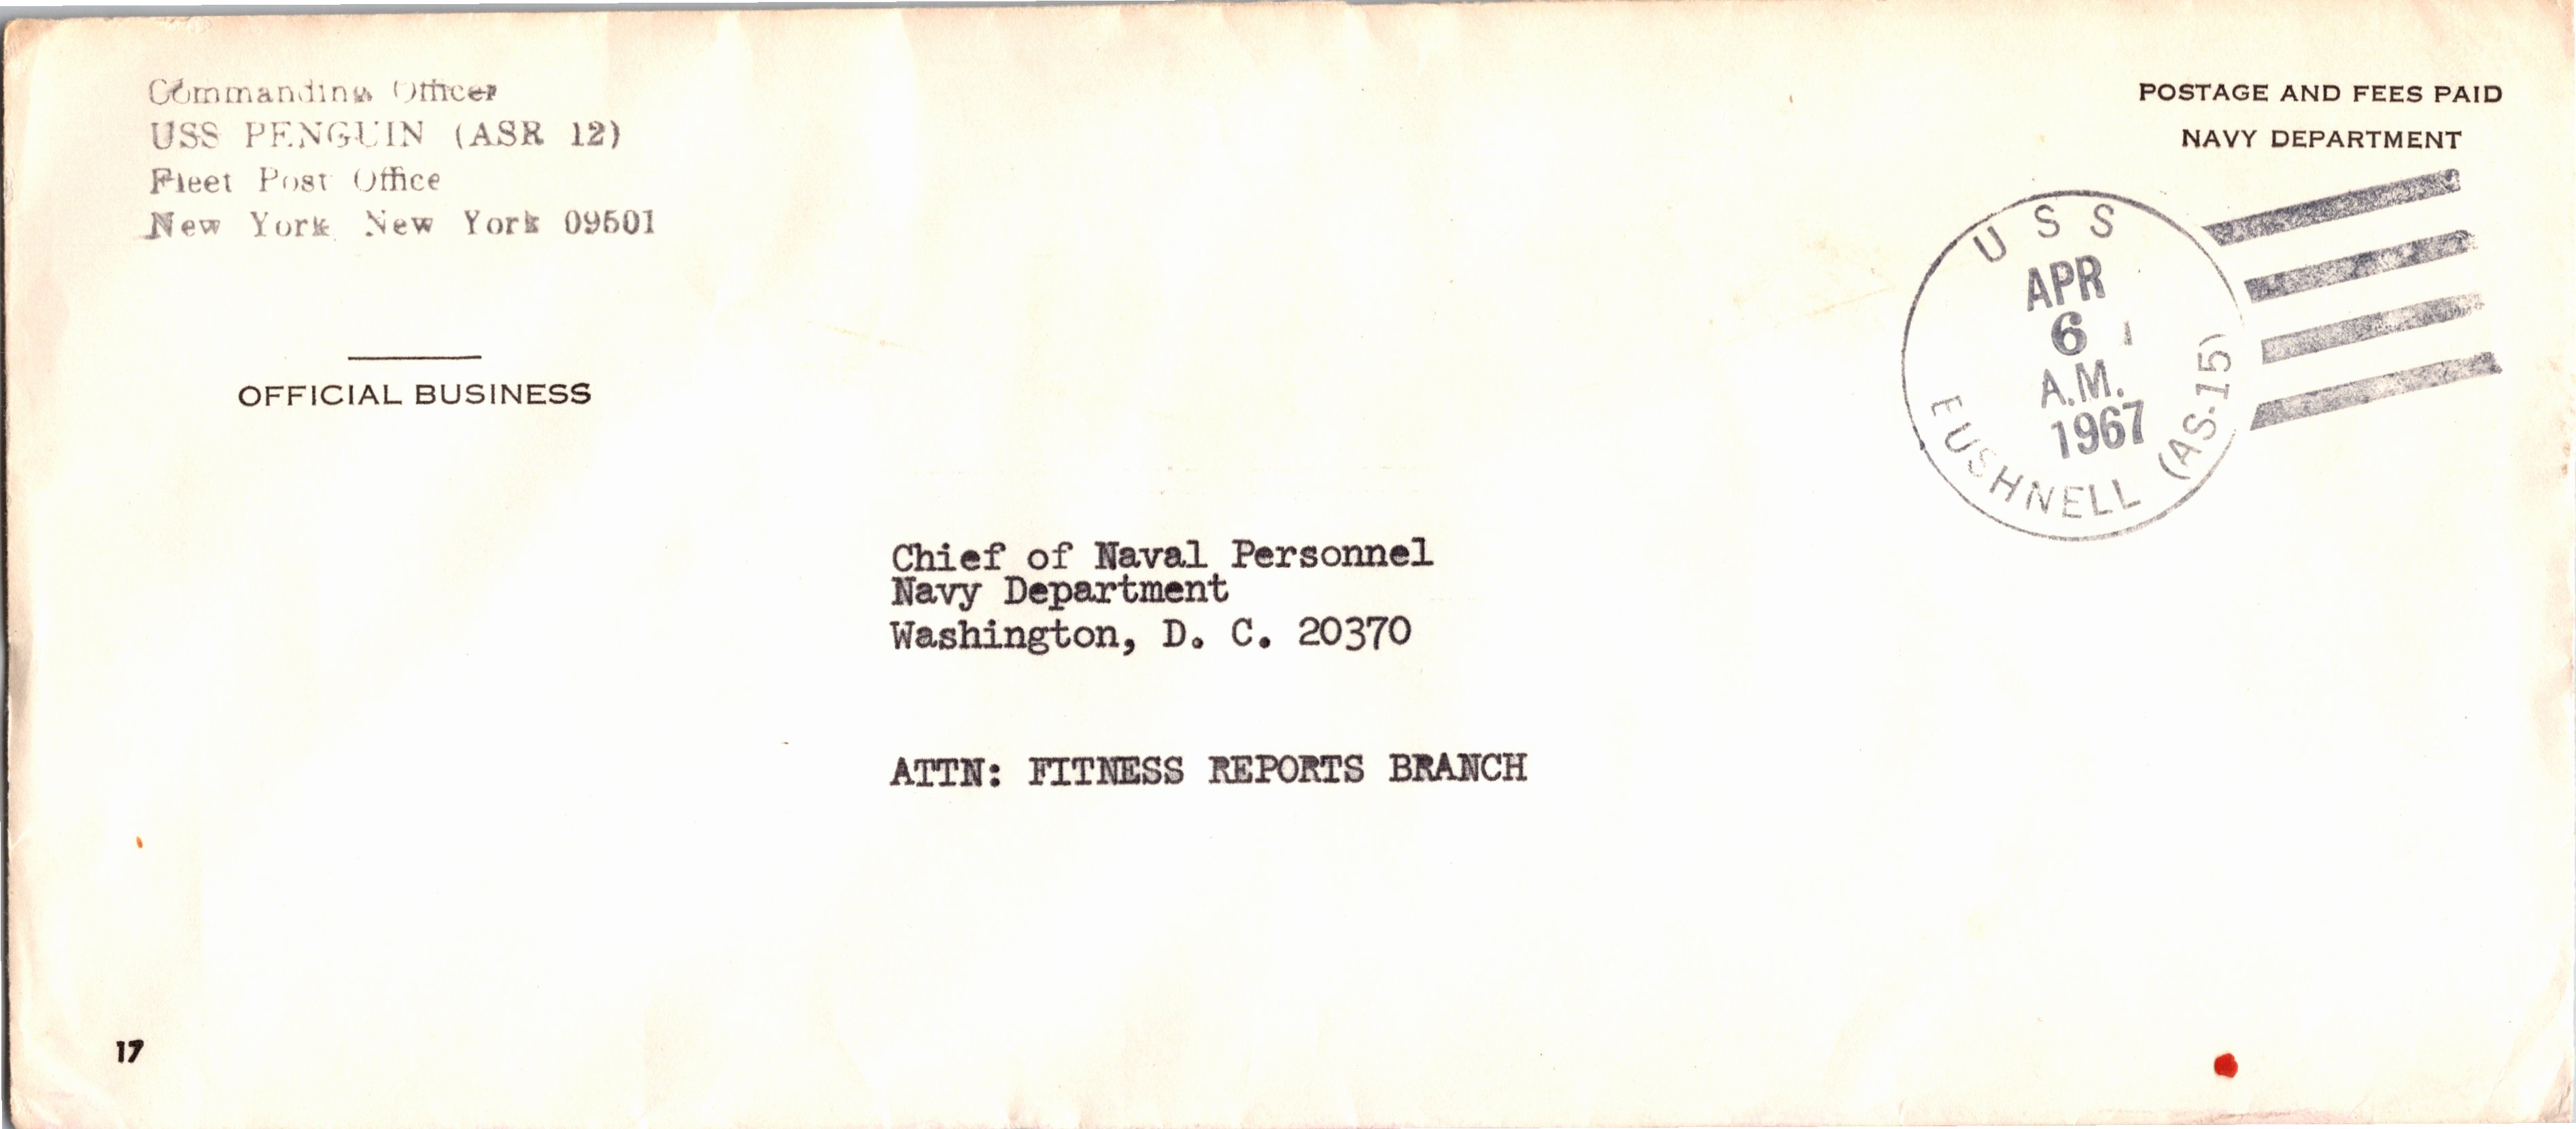 Commanding Officer
USS PENGUIN (ASR 12)
Fleet Post Office
New York New York 09501
POSTAGE AND FEES PAID
NAVY DEPARTMENT
OFFICIAL BUSINESS
USS
APR
6
A.M.
1967
BUSHNELL (AS-15)
Chief of Naval Personnel
Navy Department
Washington, D. C. 20370
ATTN: FITNESS REPORTS BRANCH
17